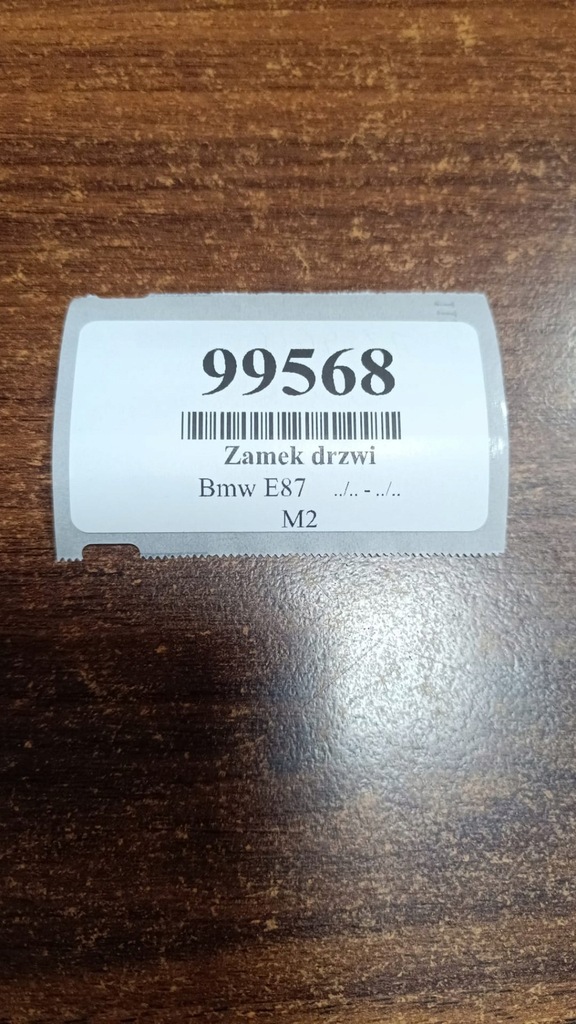 99568
Zamek drzwi
Bmw E87 ../.. - ../..
M2